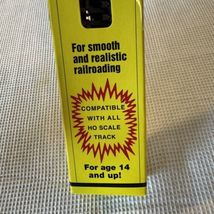 For smooth
and realistic
railroading
COMPATIBLE
WITH ALL
HO SCALE
TRACK
For age 14
and up!